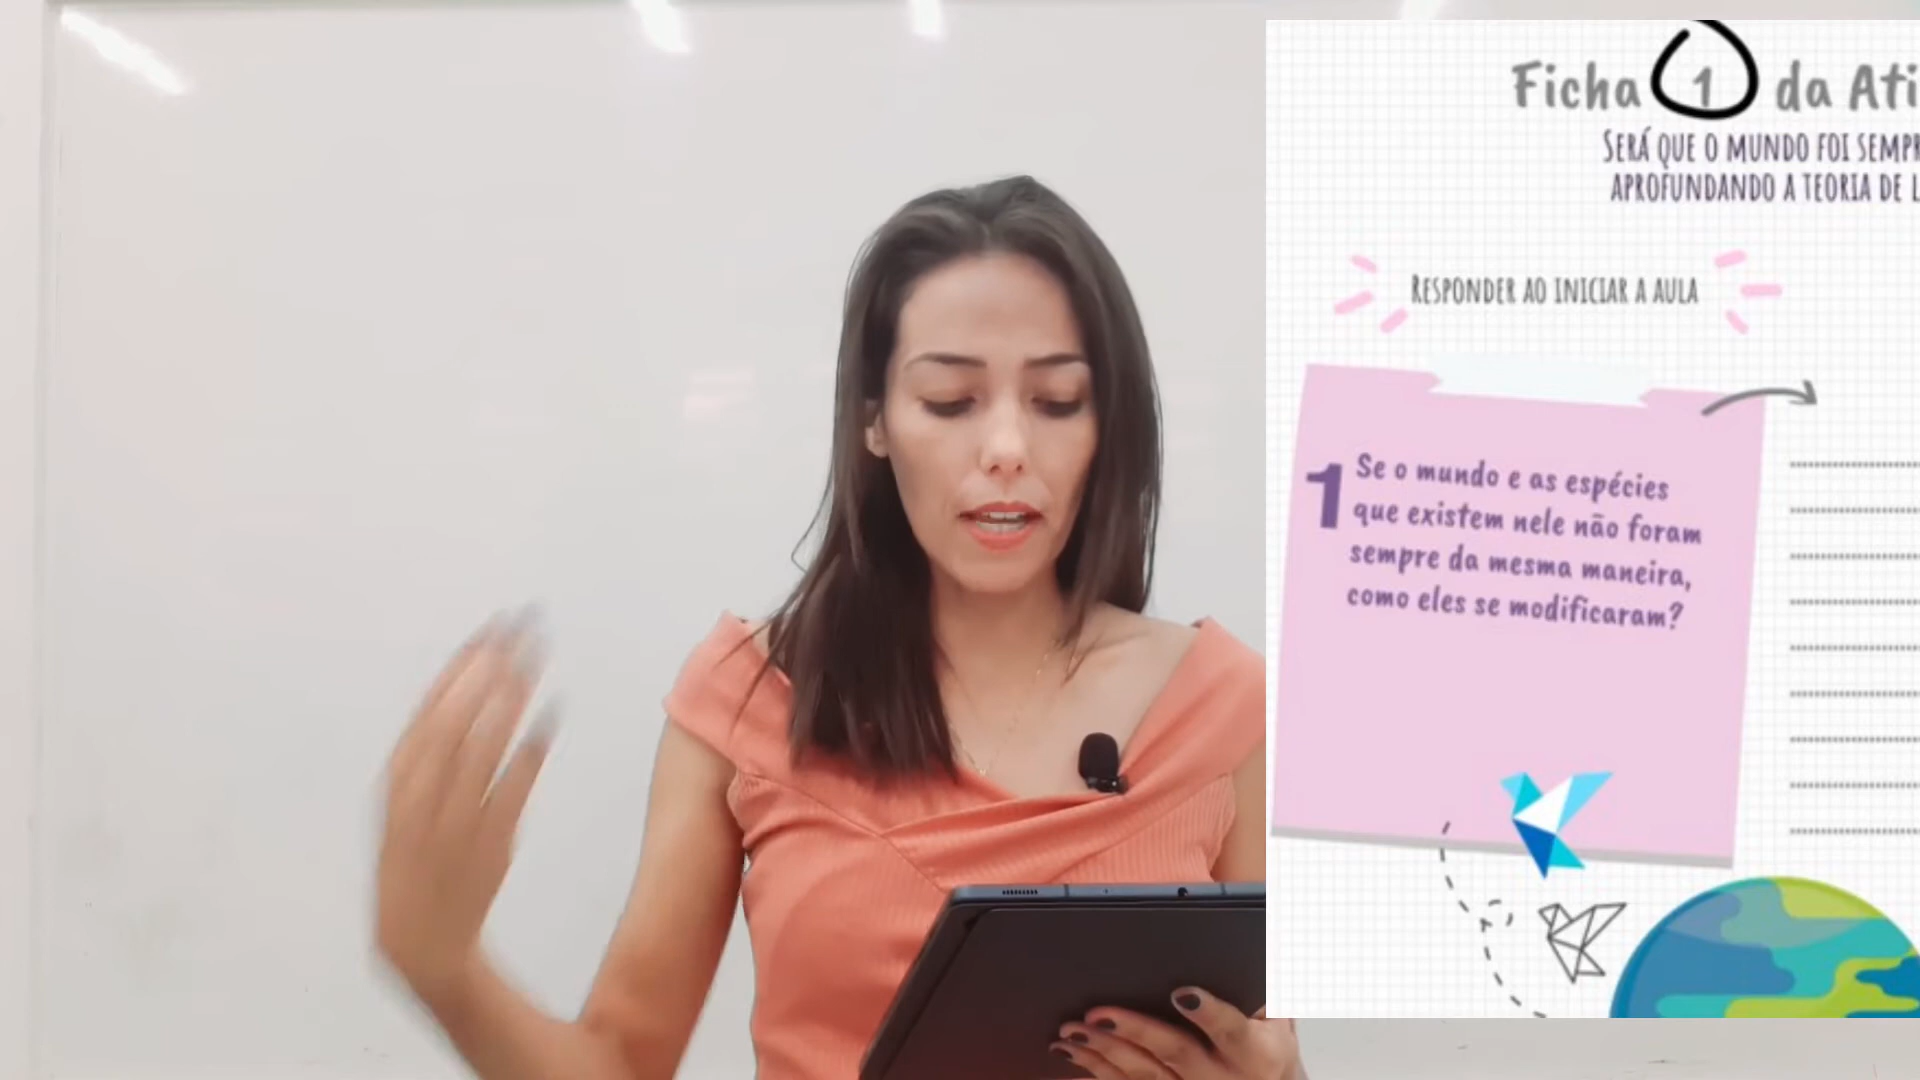 Ficha 1 da Ati
SERÁ QUE O MUNDO FOI SEMPR
APROFUNDANDO A TEORIA DE L
RESPONDER AO INICIAR A AULA
1 Se o mundo e as espécies
que existem nele não foram
sempre da mesma maneira,
como eles se modificaram?